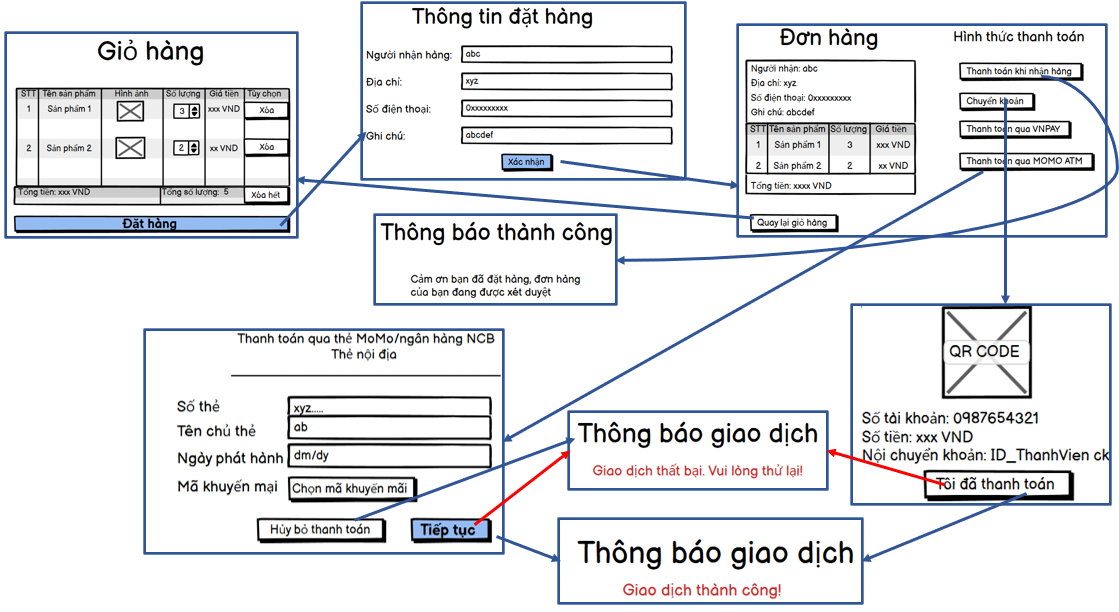 Giỏ hàng
STT Tên sản phẩm Hình ảnh Số lượng Giá tiền Tùy chọn
1 Sản phẩm 1 3 xxx VND Xóa
2 Sản phẩm 2 2 xx VND Xóa
Tổng tiền: xxx VND Tổng số lượng: 5 Xóa hết
Đặt hàng
Thông tin đặt hàng
Người nhận hàng: abc
Địa chỉ: xyz
Số điện thoại: 0xxxxxxxxx
Ghi chú: abcdef
Xác nhận
Đơn hàng
Người nhận: abc
Địa chỉ: xyz
Số điện thoại: 0xxxxxxxxx
Ghi chú: abcdef
STT Tên sản phẩm Số lượng Giá tiền
1 Sản phẩm 1 3 xxx VND
2 Sản phẩm 2 2 xx VND
Tổng tiền: xxxx VND
Quay lại giỏ hàng
Hình thức thanh toán
Thanh toán khi nhận hàng
Chuyển khoản
Thanh toán qua VNPAY
Thanh toán qua MOMO ATM
Thông báo thành công
Cảm ơn bạn đã đặt hàng, đơn hàng
của bạn đang được xét duyệt
Thanh toán qua thẻ MoMo/ngân hàng NCB
Thẻ nội địa
Số thẻ xyz.....
Tên chủ thẻ ab
Ngày phát hành dm/dy
Mã khuyến mại Chọn mã khuyến mãi
Hủy bỏ thanh toán Tiếp tục
Thông báo giao dịch
Giao dịch thất bại. Vui lòng thử lại!
Thông báo giao dịch
Giao dịch thành công!
QR CODE
Số tài khoản: 0987654321
Số tiền: xxx VND
Nội chuyển khoản: ID_ThanhVien ck
Tôi đã thanh toán